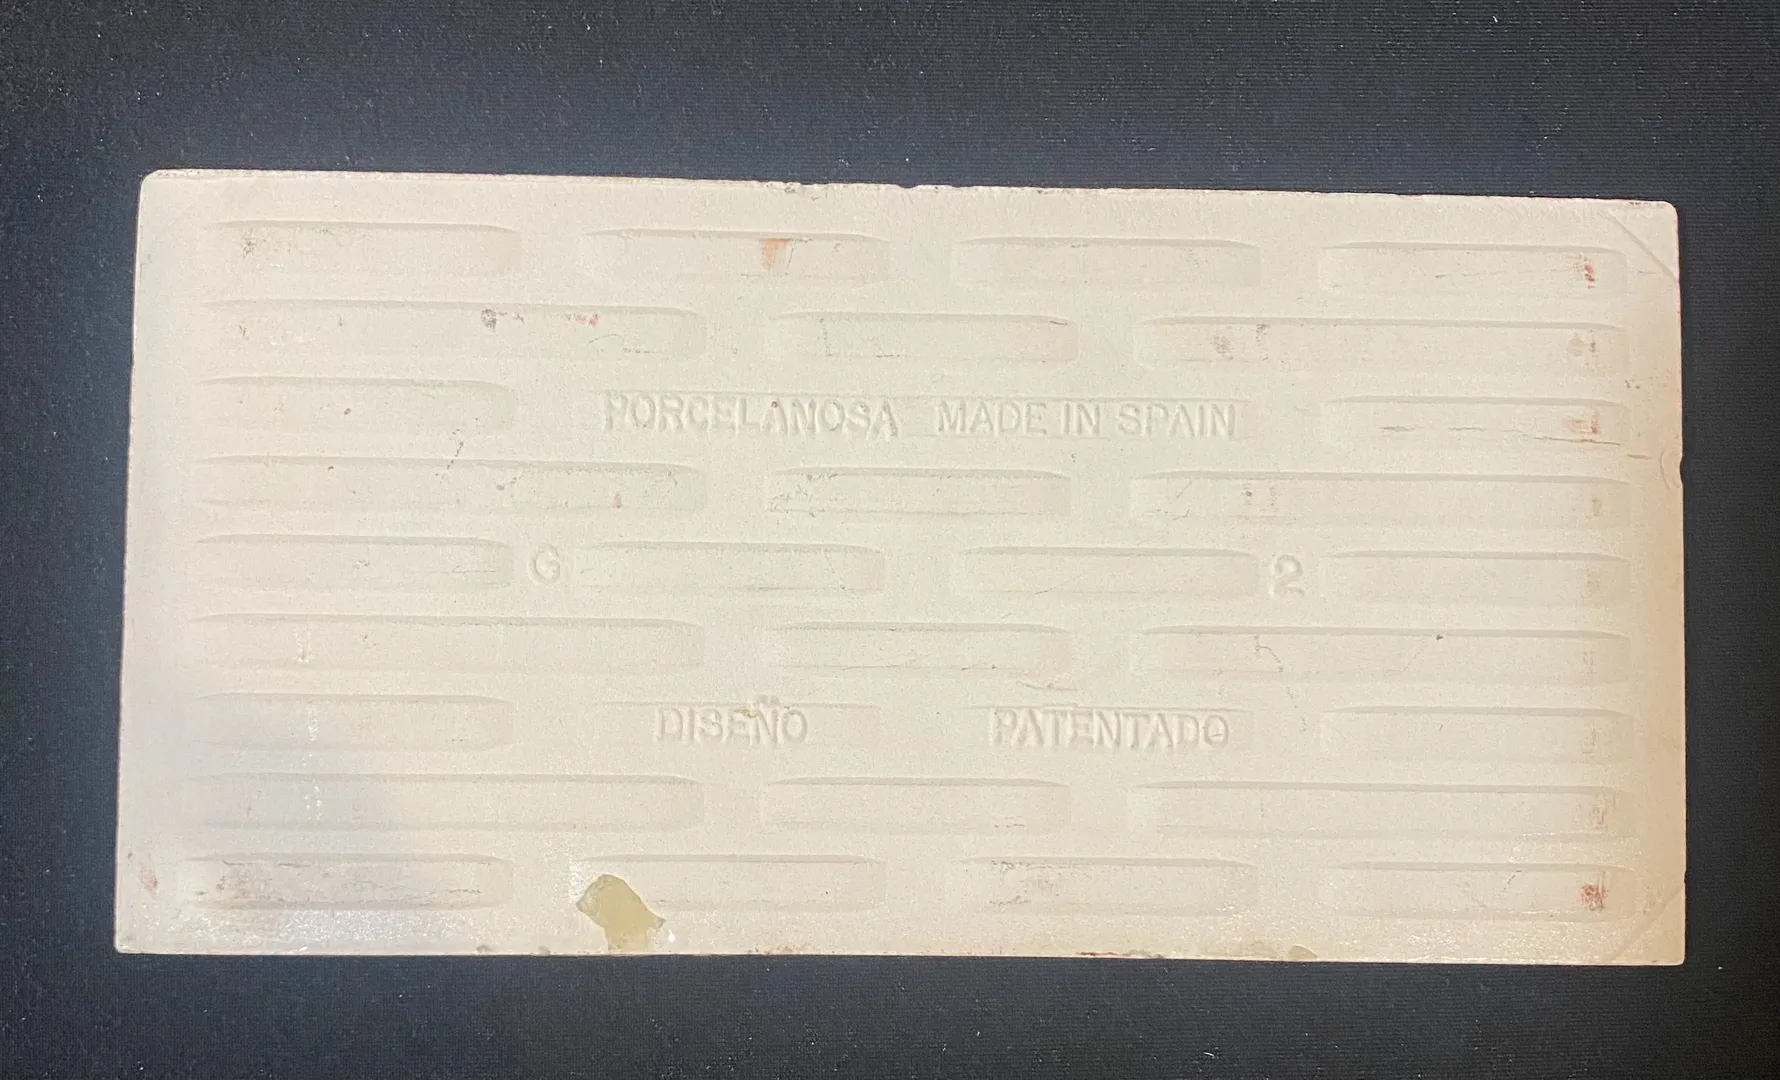 PORCELANOSA MADE IN SPAIN
G 2
DISEÑO PATENTADO